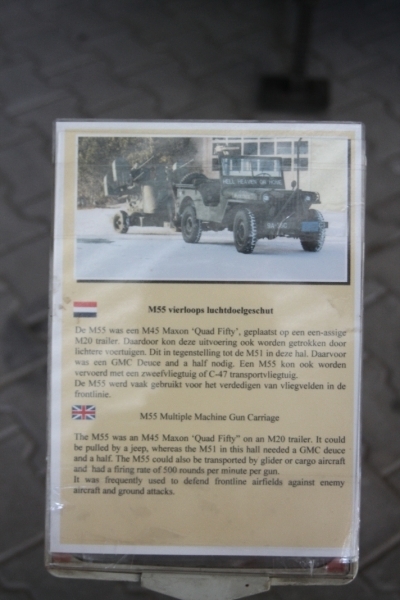 M55 vierloops luchtdoelgeschut
De M55 was een M45 Maxon ‘Quad Fifty’, geplaatst op een een-assige
M20 trailer. Daardoor kon deze uitvoering ook worden getrokken door
lichtere voertuigen. Dit in tegenstelling tot de M51 in deze hal. Daarvoor
was een GMC Deuce and a half nodig. Een M55 kon ook worden
vervoerd met een zweefvliegtuig of C-47 transportvliegtuig.
De M55 werd vaak gebruikt voor het verdedigen van vliegvelden in de
frontlinie.
M55 Multiple Machine Gun Carriage
The M55 was an M45 Maxon ‘Quad Fifty” on an M20 trailer. It could
be pulled by a jeep, whereas the M51 in this hall needed a GMC deuce
and a half. The M55 could also be transported by glider or cargo aircraft
and had a firing rate of 500 rounds per minute per gun.
It was frequently used to defend frontline airfields against enemy
aircraft and ground attacks.